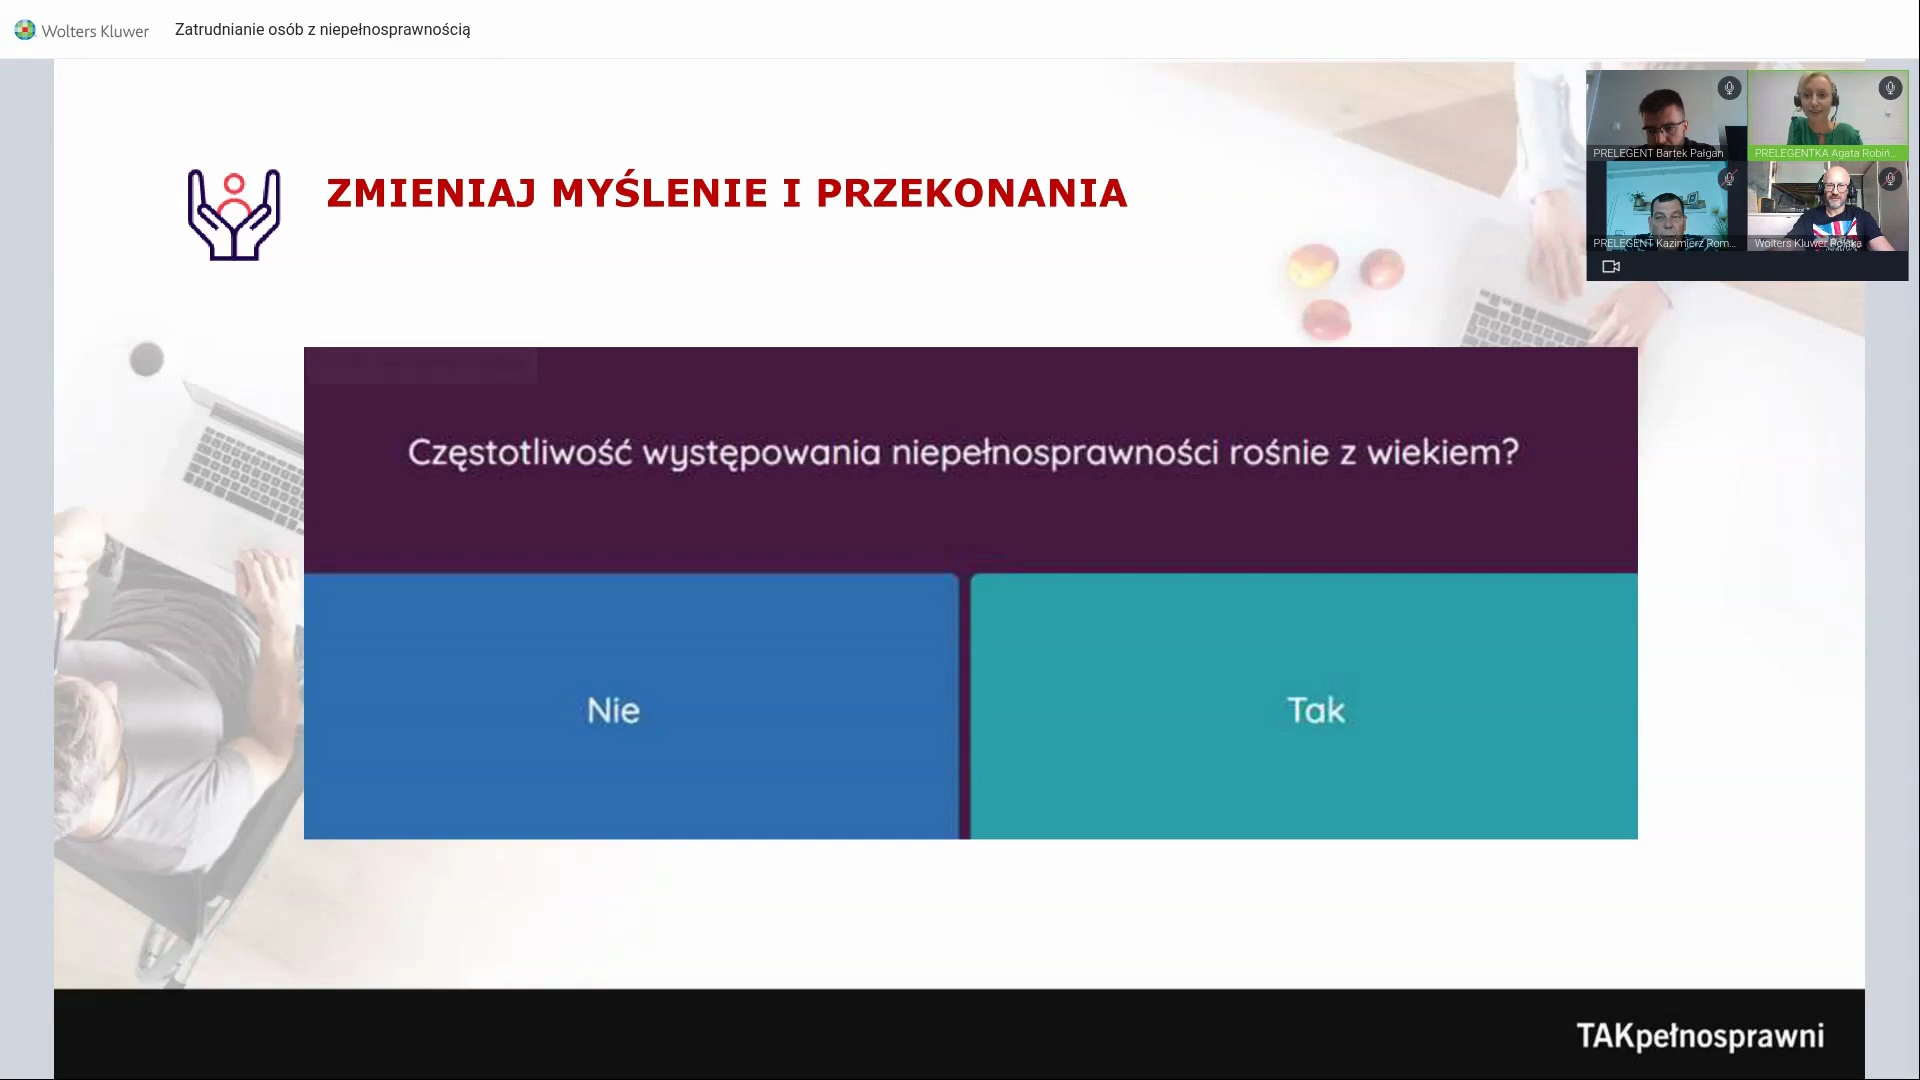 Wolters Kluwer
Zatrudnianie osób z niepełnosprawnością
PRELEGENT Bartek Pałgan
PRELEGENTKA Agata Robiń...
PRELEGENT Kazimierz Rom...
Wolters Kluwer Polska
ZMIENIAJ MYŚLENIE I PRZEKONANIA
Częstotliwość występowania niepełnosprawności rośnie z wiekiem?
Nie
Tak
TAKpełnosprawni